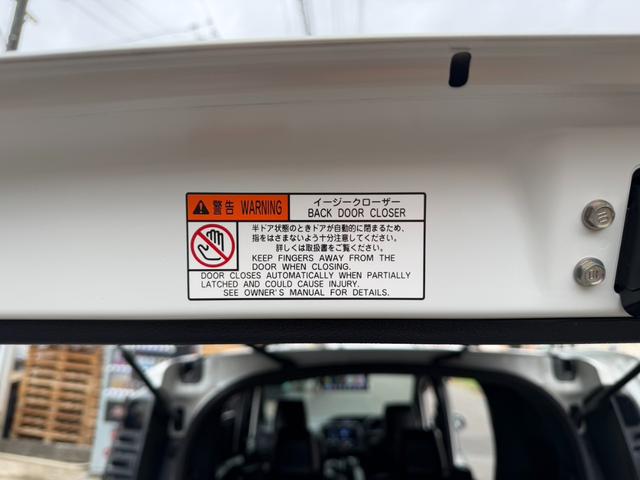 警告 WARNING
イージークローザー
BACK DOOR CLOSER
半ドア状態のときドアが自動的に閉まるため、
指をはさまないよう十分注意してください。
詳しくは取扱書をご覧ください。
KEEP FINGERS AWAY FROM THE
DOOR WHEN CLOSING.
DOOR CLOSES AUTOMATICALLY WHEN PARTIALLY
LATCHED AND COULD CAUSE INJURY.
SEE OWNER'S MANUAL FOR DETAILS.